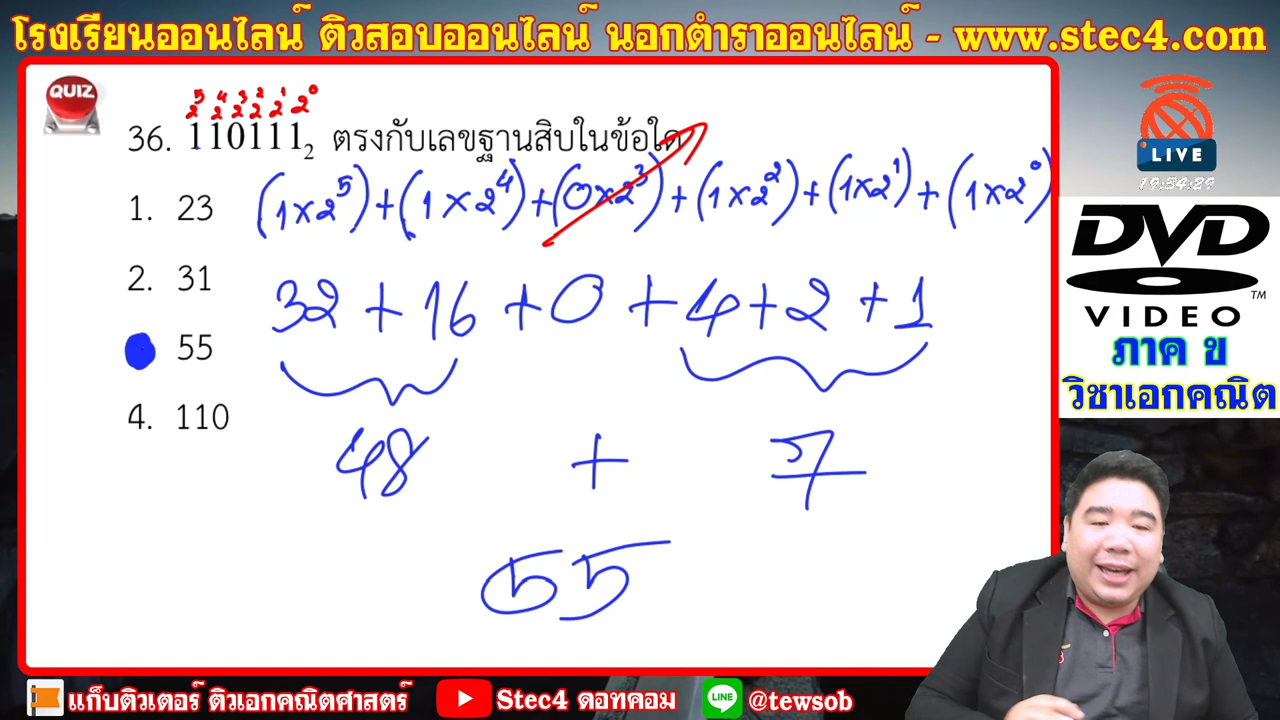 โรงเรียนออนไลน์ ติวสอบออนไลน์ นอกตำราออนไลน์ - www.stec4.com
QUIZ
2⁵ 2⁴ 2³ 2² 2¹ 2⁰
36. 110111₂ ตรงกับเลขฐานสิบในข้อใด
1. 23
(1×2⁵)+(1×2⁴)+(0×2³)+(1×2²)+(1×2¹)+(1×2⁰)
2. 31
32 + 16 + 0 + 4 + 2 + 1
55
4. 110
48 + 7
55
LIVE
19:34:29
DVD
VIDEO™
ภาค ข
วิชาเอกคณิต
แก็บติวเตอร์ ติวเอกคณิตศาสตร์
Stec4 ดอทคอม
LINE
@tewsob